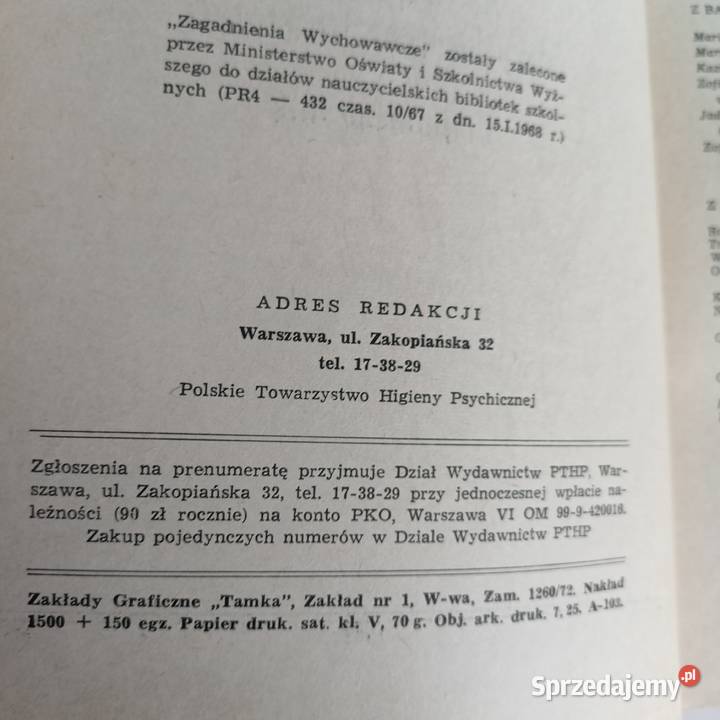 „Zagadnienia Wychowawcze" zostały zalecone
przez Ministerstwo Oświaty i Szkolnictwa Wyż-
szego do działów nauczycielskich bibliotek szkol-
nych (PR4 — 432 czas. 10/67 z dn. 15.I.1968 r.)
ADRES REDAKCJI
Warszawa, ul. Zakopiańska 32
tel. 17-38-29
Polskie Towarzystwo Higieny Psychicznej
Zgłoszenia na prenumeratę przyjmuje Dział Wydawnictw PTHP, War-
szawa, ul. Zakopiańska 32, tel. 17-38-29 przy jednoczesnej wpłacie na-
leżności (90 zł rocznie) na konto PKO, Warszawa VI OM 99-9-420018.
Zakup pojedynczych numerów w Dziale Wydawnictw PTHP
Zakłady Graficzne „Tamka", Zakład nr 1, W-wa, Zam. 1260/72. Nakład
1500 + 150 egz. Papier druk. sat. kl. V, 70 g. Obj. ark. druk. 7,25. A-103.
Sprzedajemy.pl